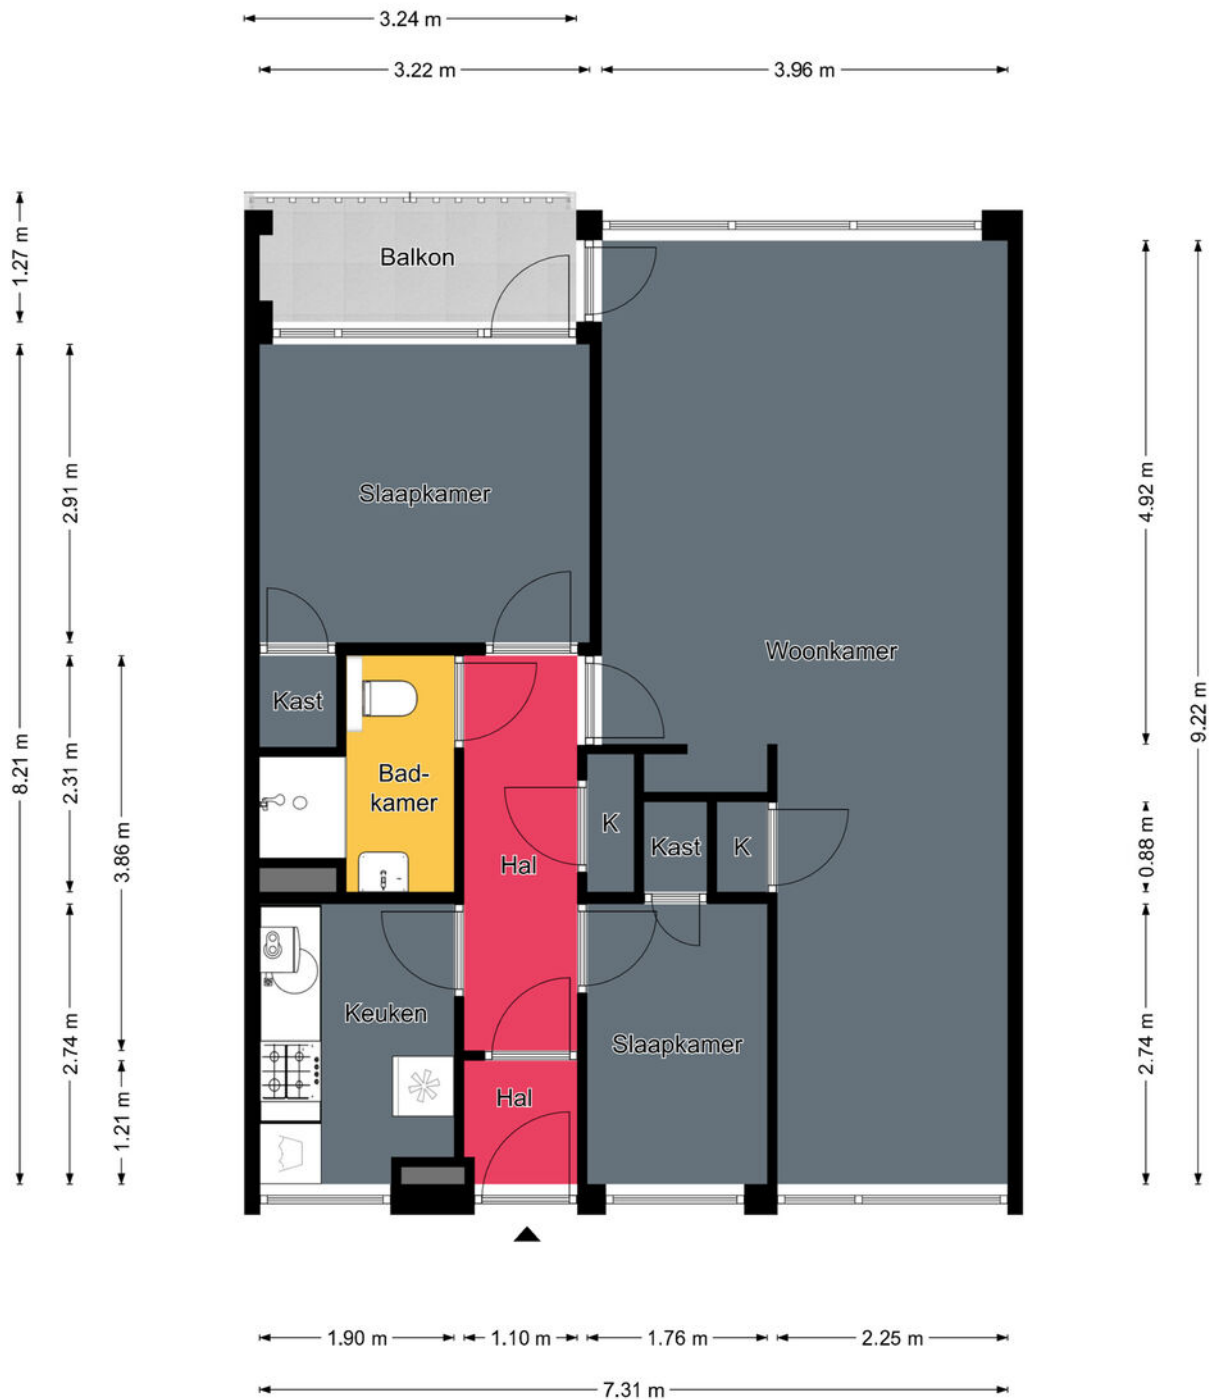 3.24 m
3.22 m
3.96 m
1.27 m
Balkon
2.91 m
Slaapkamer
4.92 m
Woonkamer
9.22 m
8.21 m
2.31 m
Kast
Bad-
kamer
3.86 m
Hal
K
Kast
K
0.88 m
2.74 m
Keuken
Slaapkamer
2.74 m
1.21 m
Hal
1.90 m
1.10 m
1.76 m
2.25 m
7.31 m